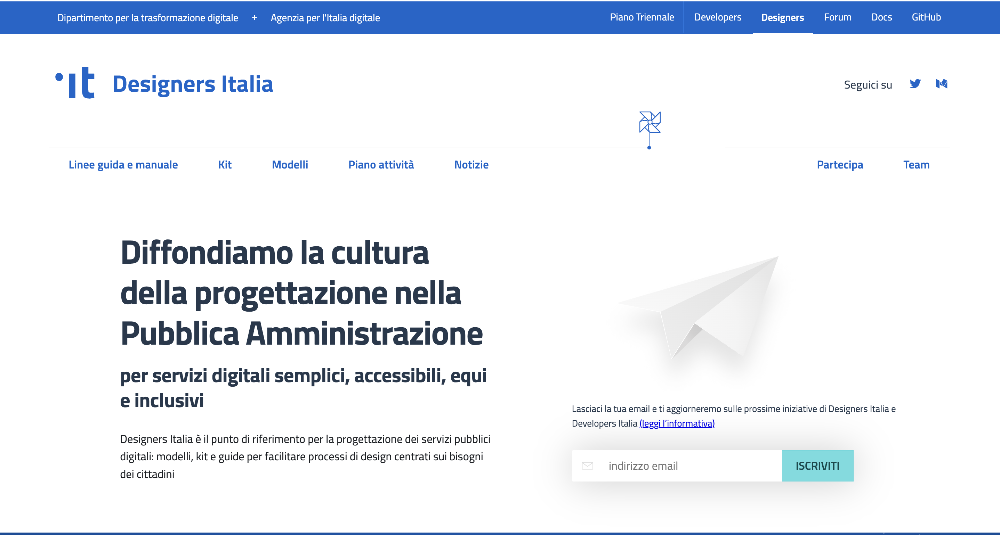 Dipartimento per la trasformazione digitale + Agenzia per l'Italia digitale
Piano Triennale Developers Designers Forum Docs GitHub
it Designers Italia
Seguici su
Linee guida e manuale Kit Modelli Piano attività Notizie
Partecipa Team
Diffondiamo la cultura
della progettazione nella
Pubblica Amministrazione
per servizi digitali semplici, accessibili, equi
e inclusivi
Designers Italia è il punto di riferimento per la progettazione dei servizi pubblici
digitali: modelli, kit e guide per facilitare processi di design centrati sui bisogni
dei cittadini
Lasciaci la tua email e ti aggiorneremo sulle prossime iniziative di Designers Italia e
Developers Italia (leggi l’informativa)
indirizzo email
ISCRIVITI